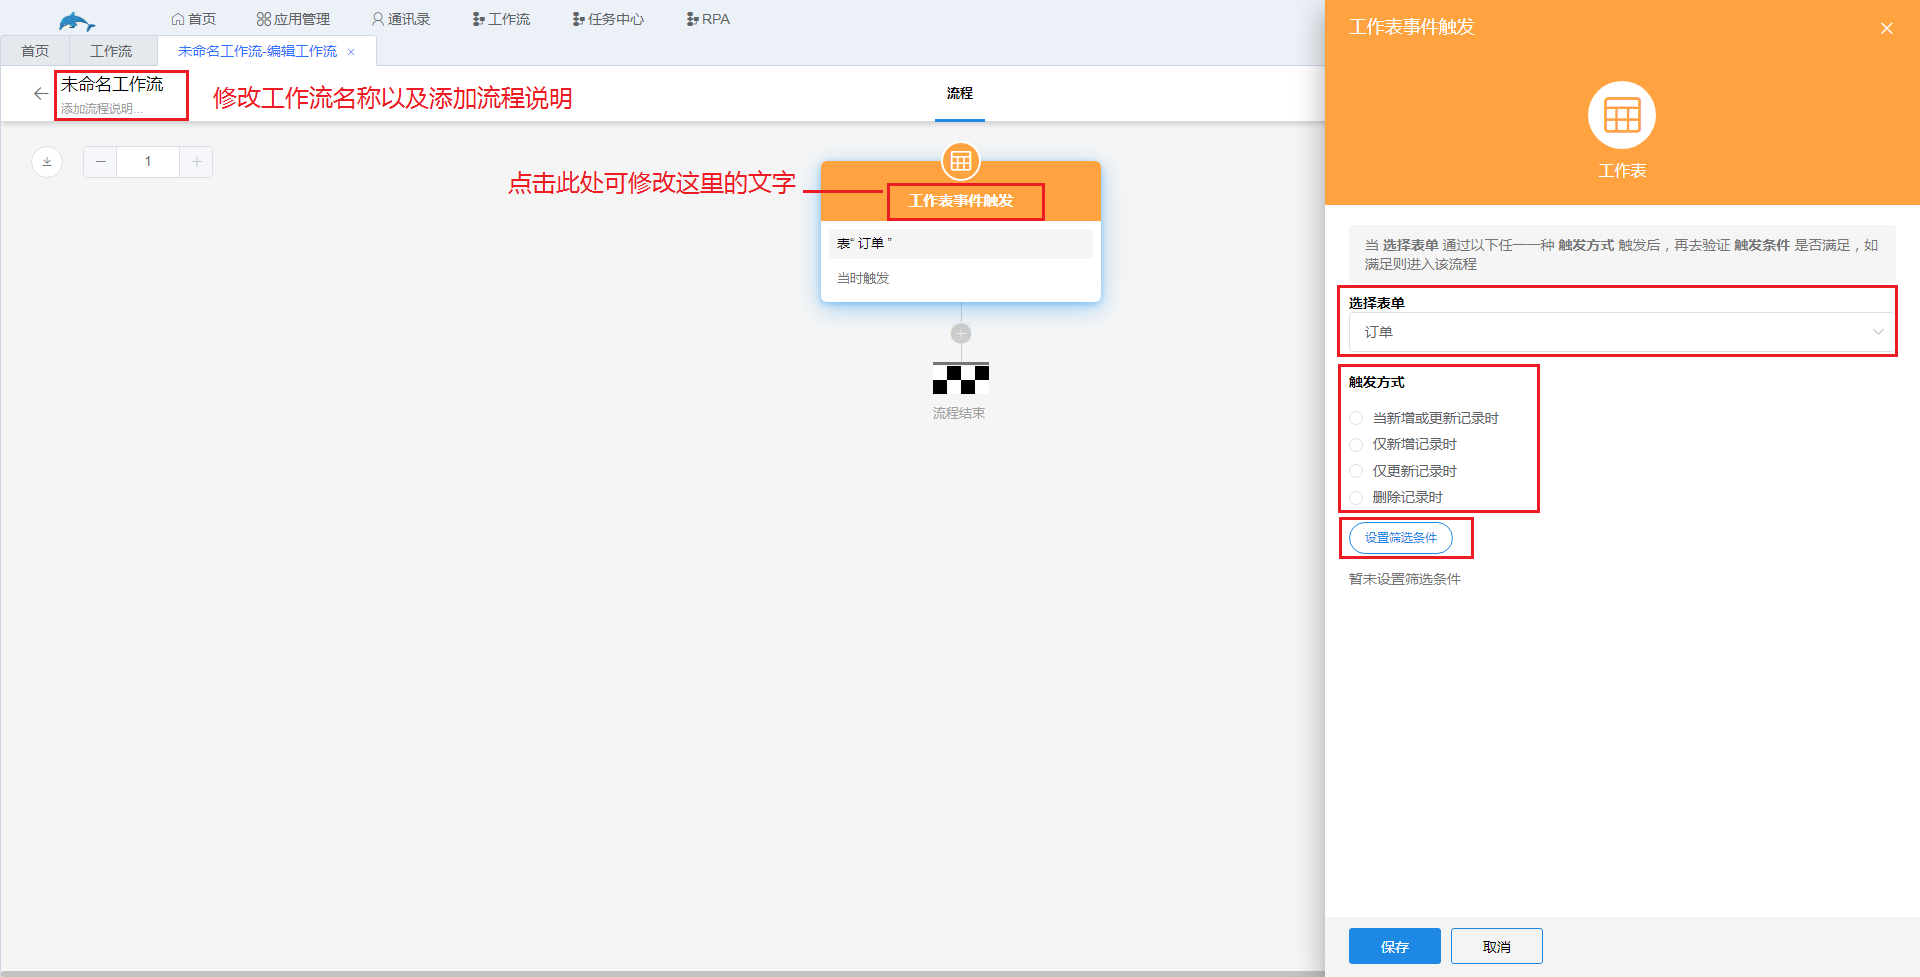 首页 应用管理 通讯录 工作流 任务中心 RPA
首页 工作流 未命名工作流-编辑工作流 ×
未命名工作流
添加流程说明...
修改工作流名称以及添加流程说明
流程
1
点击此处可修改这里的文字
工作表事件触发
表“ 订单 ”
当时触发
流程结束
工作表事件触发
工作表
当 选择表单 通过以下任一一种 触发方式 触发后，再去验证 触发条件 是否满足，如
满足则进入该流程
选择表单
订单
触发方式
当新增或更新记录时
仅新增记录时
仅更新记录时
删除记录时
设置筛选条件
暂未设置筛选条件
保存 取消